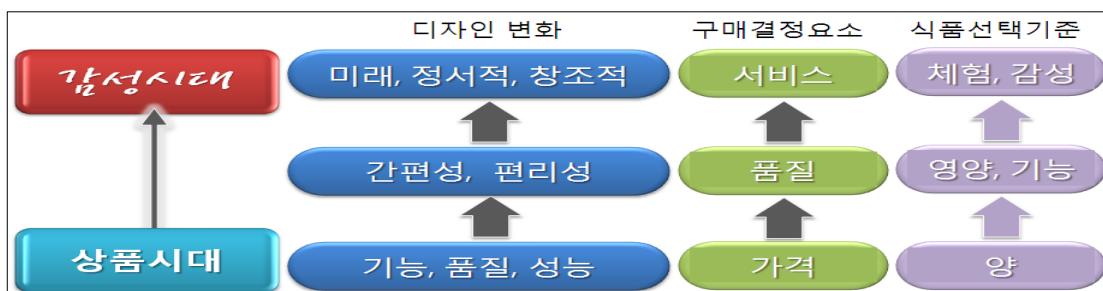 디자인 변화 구매결정요소 식품선택기준
감성시대 미래, 정서적, 창조적 서비스 체험, 감성
간편성, 편리성 품질 영양, 기능
상품시대 기능, 품질, 성능 가격 양